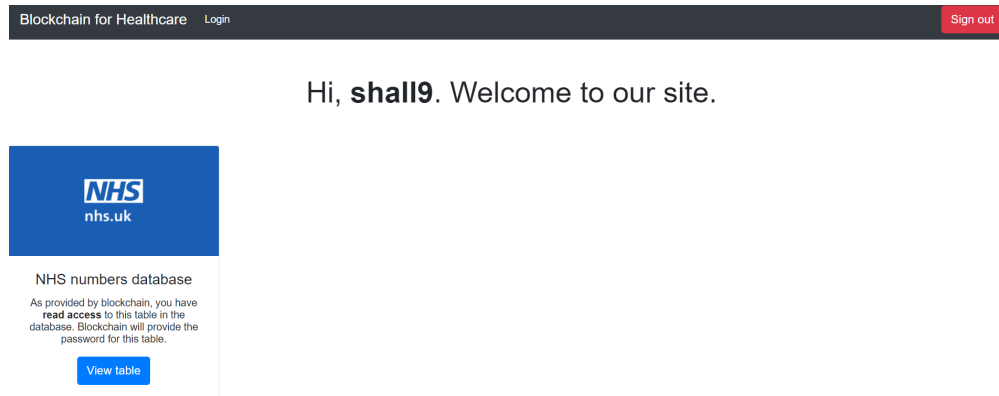 Blockchain for Healthcare Login Sign out
Hi, shall9. Welcome to our site.
NHS
nhs.uk
NHS numbers database
As provided by blockchain, you have
read access to this table in the
database. Blockchain will provide the
password for this table.
View table